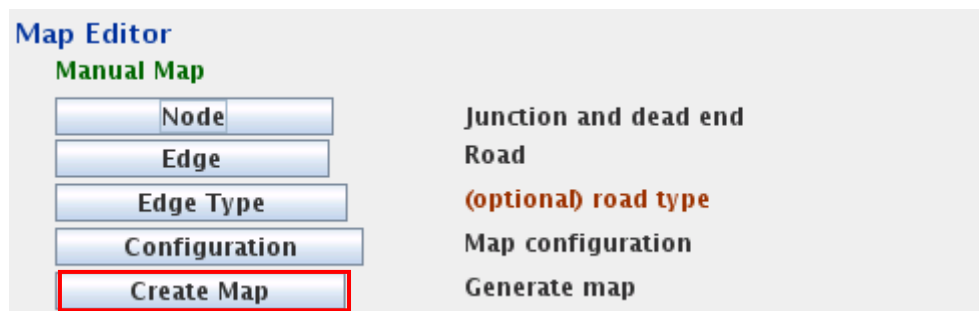 Map Editor
Manual Map
Node Junction and dead end
Edge Road
Edge Type (optional) road type
Configuration Map configuration
Create Map Generate map